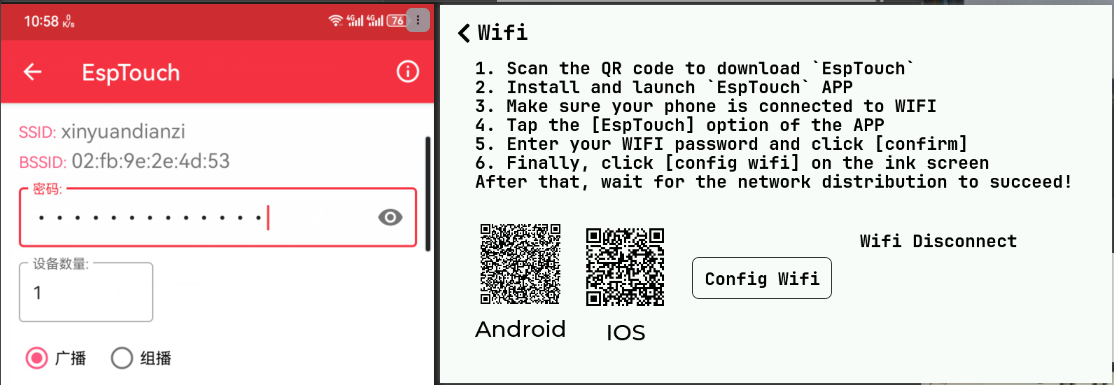 10:58 0 K/s 4G 4G 76
EspTouch
SSID: xinyuandianzi
BSSID: 02:fb:9e:2e:4d:53
密码:
设备数量:
1
广播 组播
Wifi
1. Scan the QR code to download `EspTouch`
2. Install and launch `EspTouch` APP
3. Make sure your phone is connected to WIFI
4. Tap the [EspTouch] option of the APP
5. Enter your WIFI password and click [confirm]
6. Finally, click [config wifi] on the ink screen
After that, wait for the network distribution to succeed!
Wifi Disconnect
Config Wifi
Android IOS